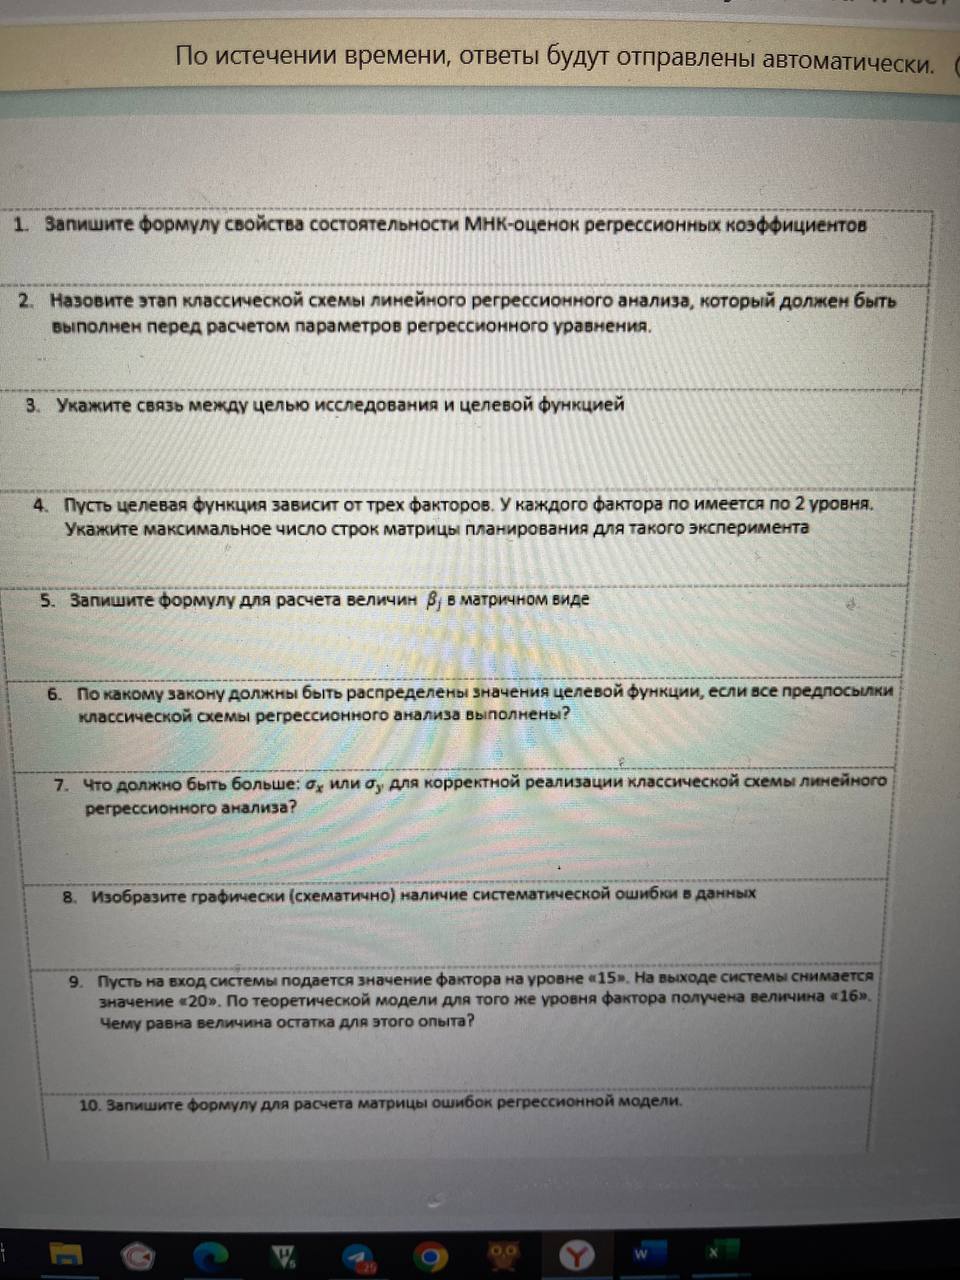 По истечении времени, ответы будут отправлены автоматически.
1. Запишите формулу свойства состоятельности МНК-оценок регрессионных коэффициентов
2. Назовите этап классической схемы линейного регрессионного анализа, который должен быть
выполнен перед расчетом параметров регрессионного уравнения.
3. Укажите связь между целью исследования и целевой функцией
4. Пусть целевая функция зависит от трех факторов. У каждого фактора по имеется по 2 уровня.
Укажите максимальное число строк матрицы планирования для такого эксперимента
5. Запишите формулу для расчета величин βⱼ в матричном виде
6. По какому закону должны быть распределены значения целевой функции, если все предпосылки
классической схемы регрессионного анализа выполнены?
7. Что должно быть больше: σₓ или σᵧ для корректной реализации классической схемы линейного
регрессионного анализа?
8. Изобразите графически (схематично) наличие систематической ошибки в данных
9. Пусть на вход системы подается значение фактора на уровне «15». На выходе системы снимается
значение «20». По теоретической модели для того же уровня фактора получена величина «16».
Чему равна величина остатка для этого опыта?
10. Запишите формулу для расчета матрицы ошибок регрессионной модели.